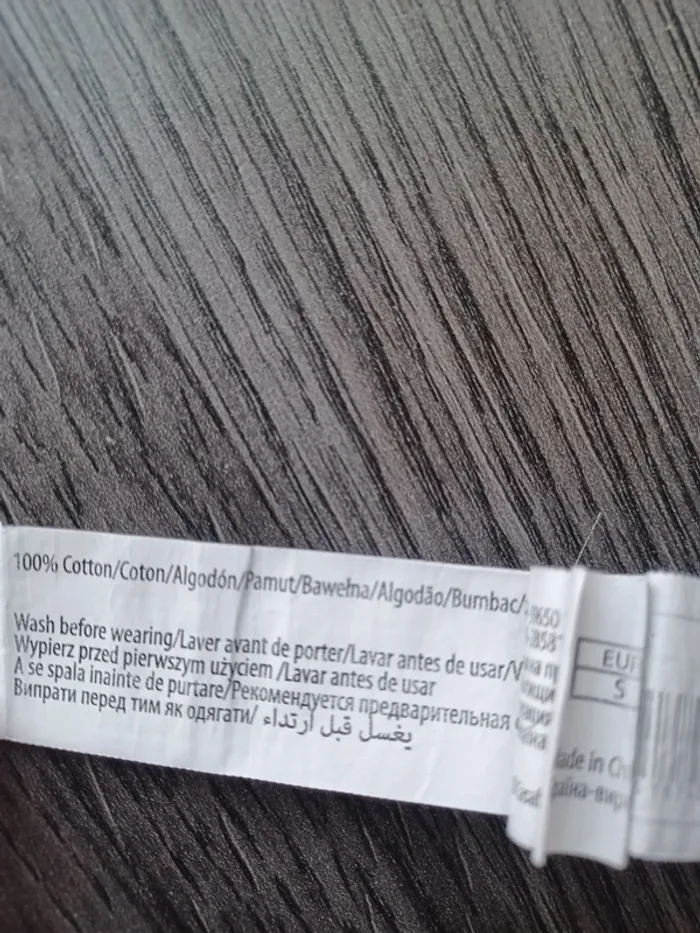 100% Cotton/Coton/Algodón/Pamut/Bawełna/Algodão/Bumbac/
Wash before wearing/Laver avant de porter/Lavar antes de usar/
Wypierz przed pierwszym użyciem /Lavar antes de usar
A se spala inainte de purtare/Рекомендуется предварительная
Випрати перед тим як одягати/ يغسل قبل ارتداء
EUR
S